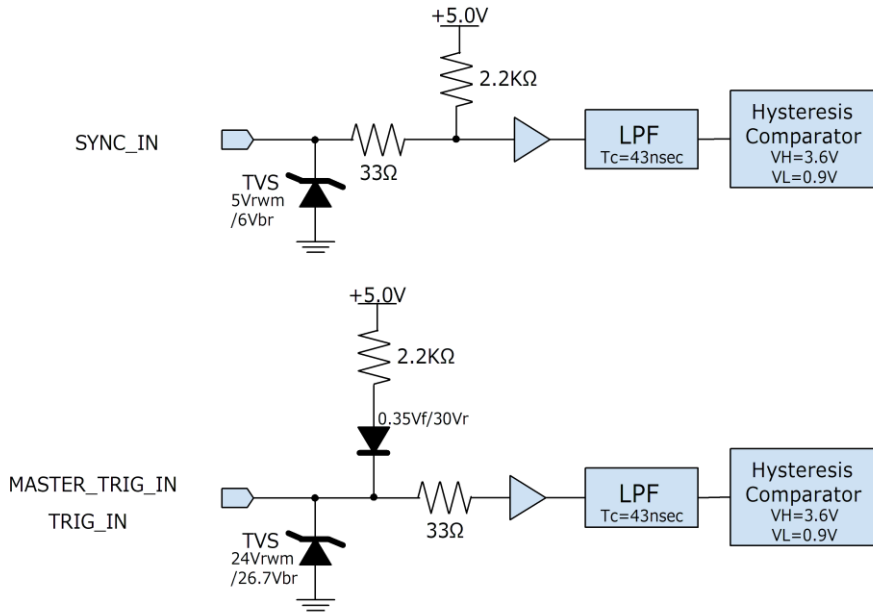 +5.0V
2.2KΩ
SYNC_IN
33Ω
TVS
5Vrwm
/6Vbr
LPF
Tc=43nsec
Hysteresis
Comparator
VH=3.6V
VL=0.9V
+5.0V
2.2KΩ
0.35Vf/30Vr
MASTER_TRIG_IN
TRIG_IN
33Ω
TVS
24Vrwm
/26.7Vbr
LPF
Tc=43nsec
Hysteresis
Comparator
VH=3.6V
VL=0.9V